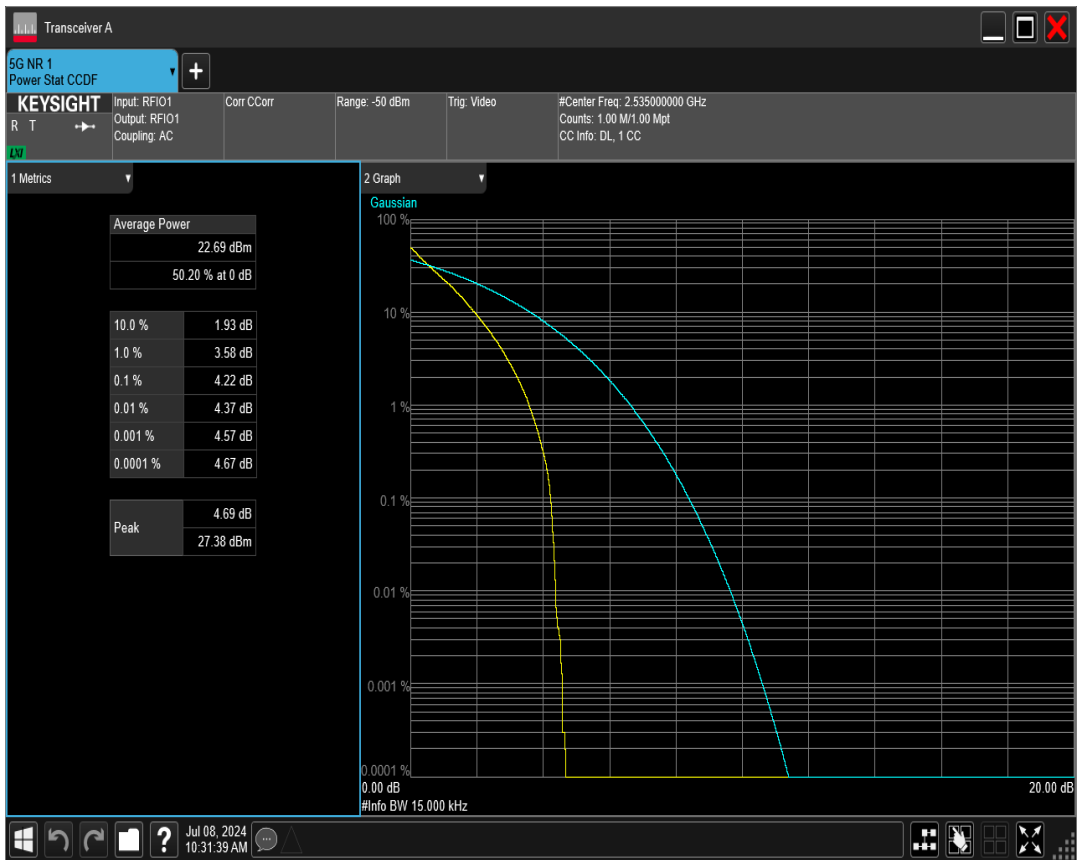 Transceiver A
5G NR 1
Power Stat CCDF
+
KEYSIGHT
R T
LXI
Input: RFIO1
Output: RFIO1
Coupling: AC
Corr CCorr
Range: -50 dBm
Trig: Video
#Center Freq: 2.535000000 GHz
Counts: 1.00 M/1.00 Mpt
CC Info: DL, 1 CC
1 Metrics
Average Power
22.69 dBm
50.20 % at 0 dB
10.0 % 1.93 dB
1.0 % 3.58 dB
0.1 % 4.22 dB
0.01 % 4.37 dB
0.001 % 4.57 dB
0.0001 % 4.67 dB
Peak
4.69 dB
27.38 dBm
2 Graph
Gaussian
100 %
10 %
1 %
0.1 %
0.01 %
0.001 %
0.0001 %
0.00 dB 20.00 dB
#Info BW 15.000 kHz
?
Jul 08, 2024
10:31:39 AM